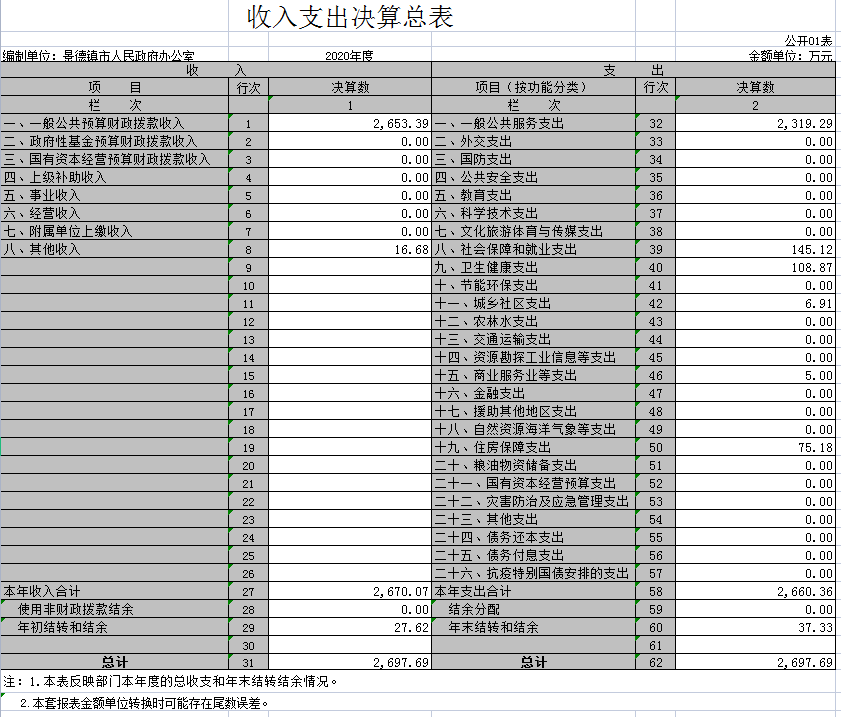 收入支出决算总表
公开01表
编制单位：景德镇市人民政府办公室 2020年度 金额单位：万元
收 入 支 出
项 目 行次 决算数 项目（按功能分类） 行次 决算数
栏 次 1 栏 次 2
一、一般公共预算财政拨款收入 1 2,653.39 一、一般公共服务支出 32 2,319.29
二、政府性基金预算财政拨款收入 2 0.00 二、外交支出 33 0.00
三、国有资本经营预算财政拨款收入 3 0.00 三、国防支出 34 0.00
四、上级补助收入 4 0.00 四、公共安全支出 35 0.00
五、事业收入 5 0.00 五、教育支出 36 0.00
六、经营收入 6 0.00 六、科学技术支出 37 0.00
七、附属单位上缴收入 7 0.00 七、文化旅游体育与传媒支出 38 0.00
八、其他收入 8 16.68 八、社会保障和就业支出 39 145.12
9 九、卫生健康支出 40 108.87
10 十、节能环保支出 41 0.00
11 十一、城乡社区支出 42 6.91
12 十二、农林水支出 43 0.00
13 十三、交通运输支出 44 0.00
14 十四、资源勘探工业信息等支出 45 0.00
15 十五、商业服务业等支出 46 5.00
16 十六、金融支出 47 0.00
17 十七、援助其他地区支出 48 0.00
18 十八、自然资源海洋气象等支出 49 0.00
19 十九、住房保障支出 50 75.18
20 二十、粮油物资储备支出 51 0.00
21 二十一、国有资本经营预算支出 52 0.00
22 二十二、灾害防治及应急管理支出 53 0.00
23 二十三、其他支出 54 0.00
24 二十四、债务还本支出 55 0.00
25 二十五、债务付息支出 56 0.00
26 二十六、抗疫特别国债安排的支出 57 0.00
本年收入合计 27 2,670.07 本年支出合计 58 2,660.36
使用非财政拨款结余 28 0.00 结余分配 59 0.00
年初结转和结余 29 27.62 年末结转和结余 60 37.33
30 61
总计 31 2,697.69 总计 62 2,697.69
注：1.本表反映部门本年度的总收支和年末结转结余情况。
2.本套报表金额单位转换时可能存在尾数误差。